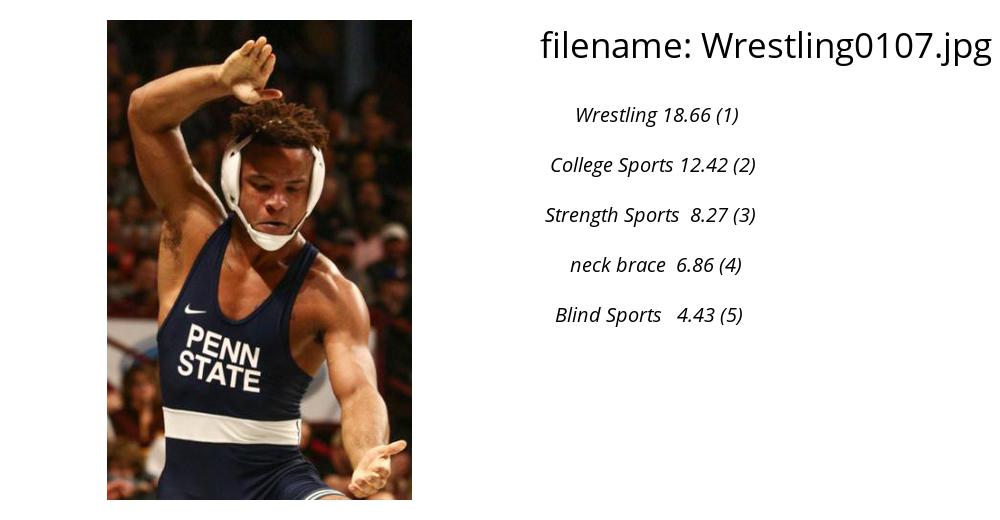 filename: Wrestling0107.jpg
Wrestling 18.66 (1)
College Sports 12.42 (2)
Strength Sports 8.27 (3)
neck brace 6.86 (4)
Blind Sports 4.43 (5)
PENN
STATE